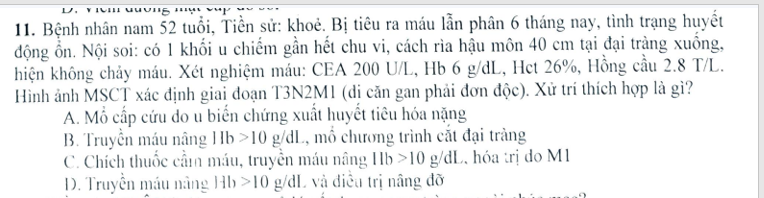 11. Bệnh nhân nam 52 tuổi, Tiền sử: khoẻ. Bị tiêu ra máu lẫn phân 6 tháng nay, tình trạng huyết
động ổn. Nội soi: có 1 khối u chiếm gần hết chu vi, cách rìa hậu môn 40 cm tại đại tràng xuống,
hiện không chảy máu. Xét nghiệm máu: CEA 200 U/L, Hb 6 g/dL, Hct 26%, Hồng cầu 2.8 T/L.
Hình ảnh MSCT xác định giai đoạn T3N2M1 (di căn gan phải đơn độc). Xử trí thích hợp là gì?
A. Mổ cấp cứu do u biến chứng xuất huyết tiêu hóa nặng
B. Truyền máu nâng Hb >10 g/dL, mổ chương trình cắt đại tràng
C. Chích thuốc cầm máu, truyền máu nâng Hb >10 g/dL, hóa trị do M1
D. Truyền máu nâng Hb >10 g/dL và điều trị nâng đỡ